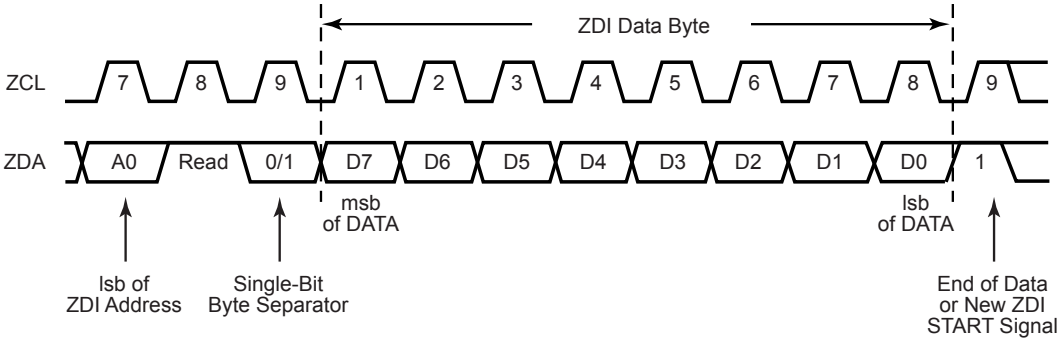 ZDI Data Byte
ZCL 7 8 9 1 2 3 4 5 6 7 8 9
ZDA A0 Read 0/1 D7 D6 D5 D4 D3 D2 D1 D0 1
msb
of DATA
lsb
of DATA
lsb of
ZDI Address
Single-Bit
Byte Separator
End of Data
or New ZDI
START Signal